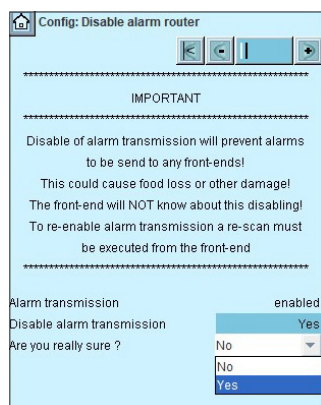 Config: Disable alarm router
************************************************************
IMPORTANT
************************************************************
Disable of alarm transmission will prevent alarms
to be send to any front-ends!
This could cause food loss or other damage!
The front-end will NOT know about this disabling!
To re-enable alarm transmission a re-scan must
be executed from the front-end
************************************************************
Alarm transmission enabled
Disable alarm transmission Yes
Are you really sure ? No
No
Yes